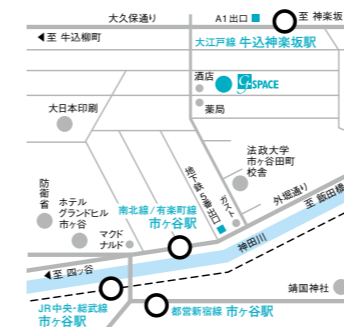 大久保通り
A1出口
至 神楽坂
至 牛込柳町
大江戸線 牛込神楽坂駅
酒店
SPACE
薬局
大日本印刷
法政大学
市ヶ谷田町
校舎
地下鉄5番出口
ガスト
外堀通り
至 飯田橋
防衛省
ホテル
グランドヒル
市ヶ谷
南北線/有楽町線
市ヶ谷駅
マクド
ナルド
神田川
至 四ッ谷
靖国神社
JR中央・総武線
市ヶ谷駅
都営新宿線 市ヶ谷駅